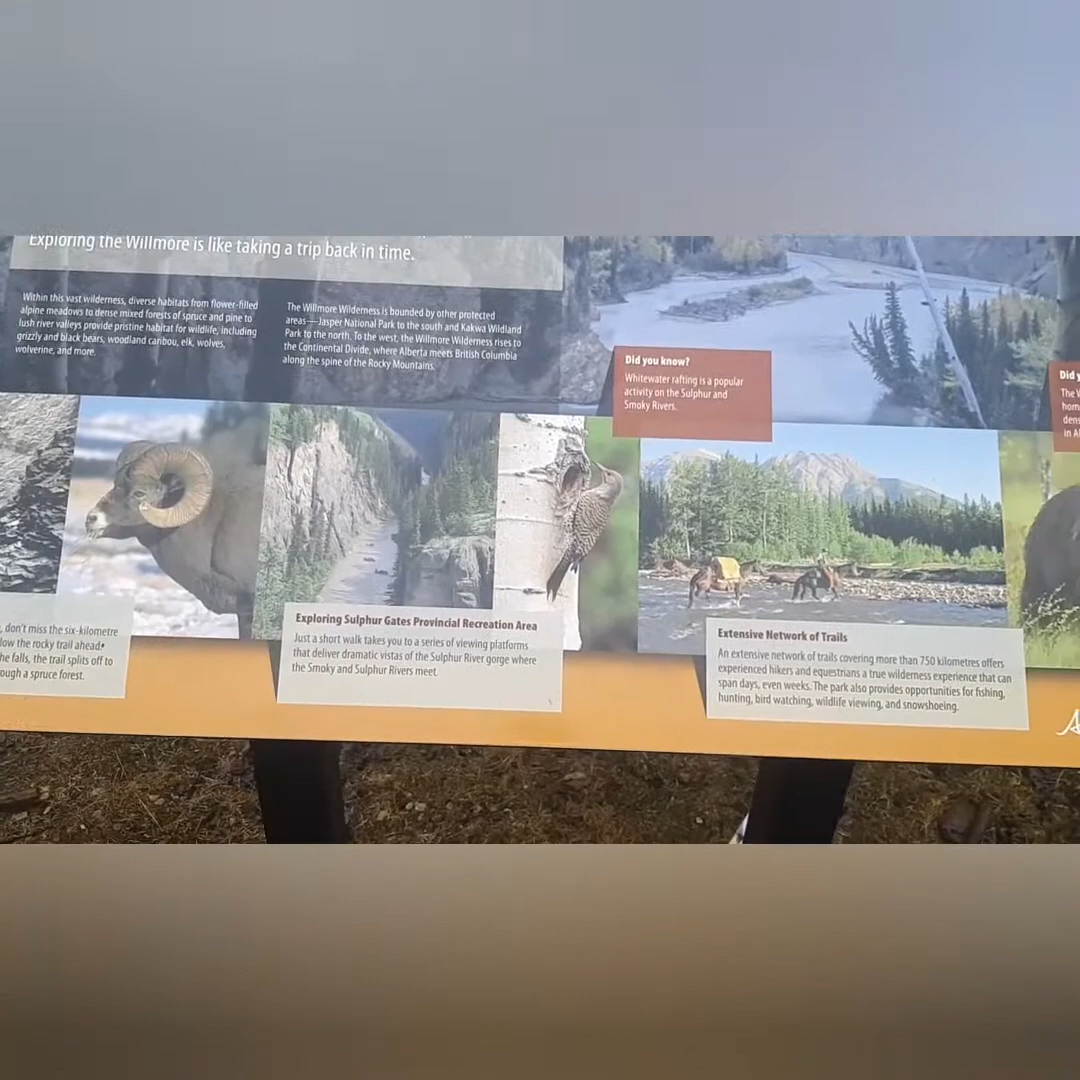 Exploring the Willmore is like taking a trip back in time.
Within this vast wilderness, diverse habitats from flower-filled
alpine meadows to dense mixed forests of spruce and pine to
lush river valleys provide pristine habitat for wildlife, including
grizzly and black bears, woodland caribou, elk, wolves,
wolverine, and more.
The Willmore Wilderness is bounded by other protected
areas—Jasper National Park to the south and Kakwa Wildland
Park to the north. To the west, the Willmore Wilderness rises to
the Continental Divide, where Alberta meets British Columbia
along the spine of the Rocky Mountains.
Did you know?
Whitewater rafting is a popular
activity on the Sulphur and
Smoky Rivers.
Did
The
hom
dens
in Al
, don't miss the six-kilometre
low the rocky trail ahead
he falls, the trail splits off to
ough a spruce forest.
Exploring Sulphur Gates Provincial Recreation Area
Just a short walk takes you to a series of viewing platforms
that deliver dramatic vistas of the Sulphur River gorge where
the Smoky and Sulphur Rivers meet.
Extensive Network of Trails
An extensive network of trails covering more than 750 kilometres offers
experienced hikers and equestrians a true wilderness experience that can
span days, even weeks. The park also provides opportunities for fishing,
hunting, bird watching, wildlife viewing, and snowshoeing.
A